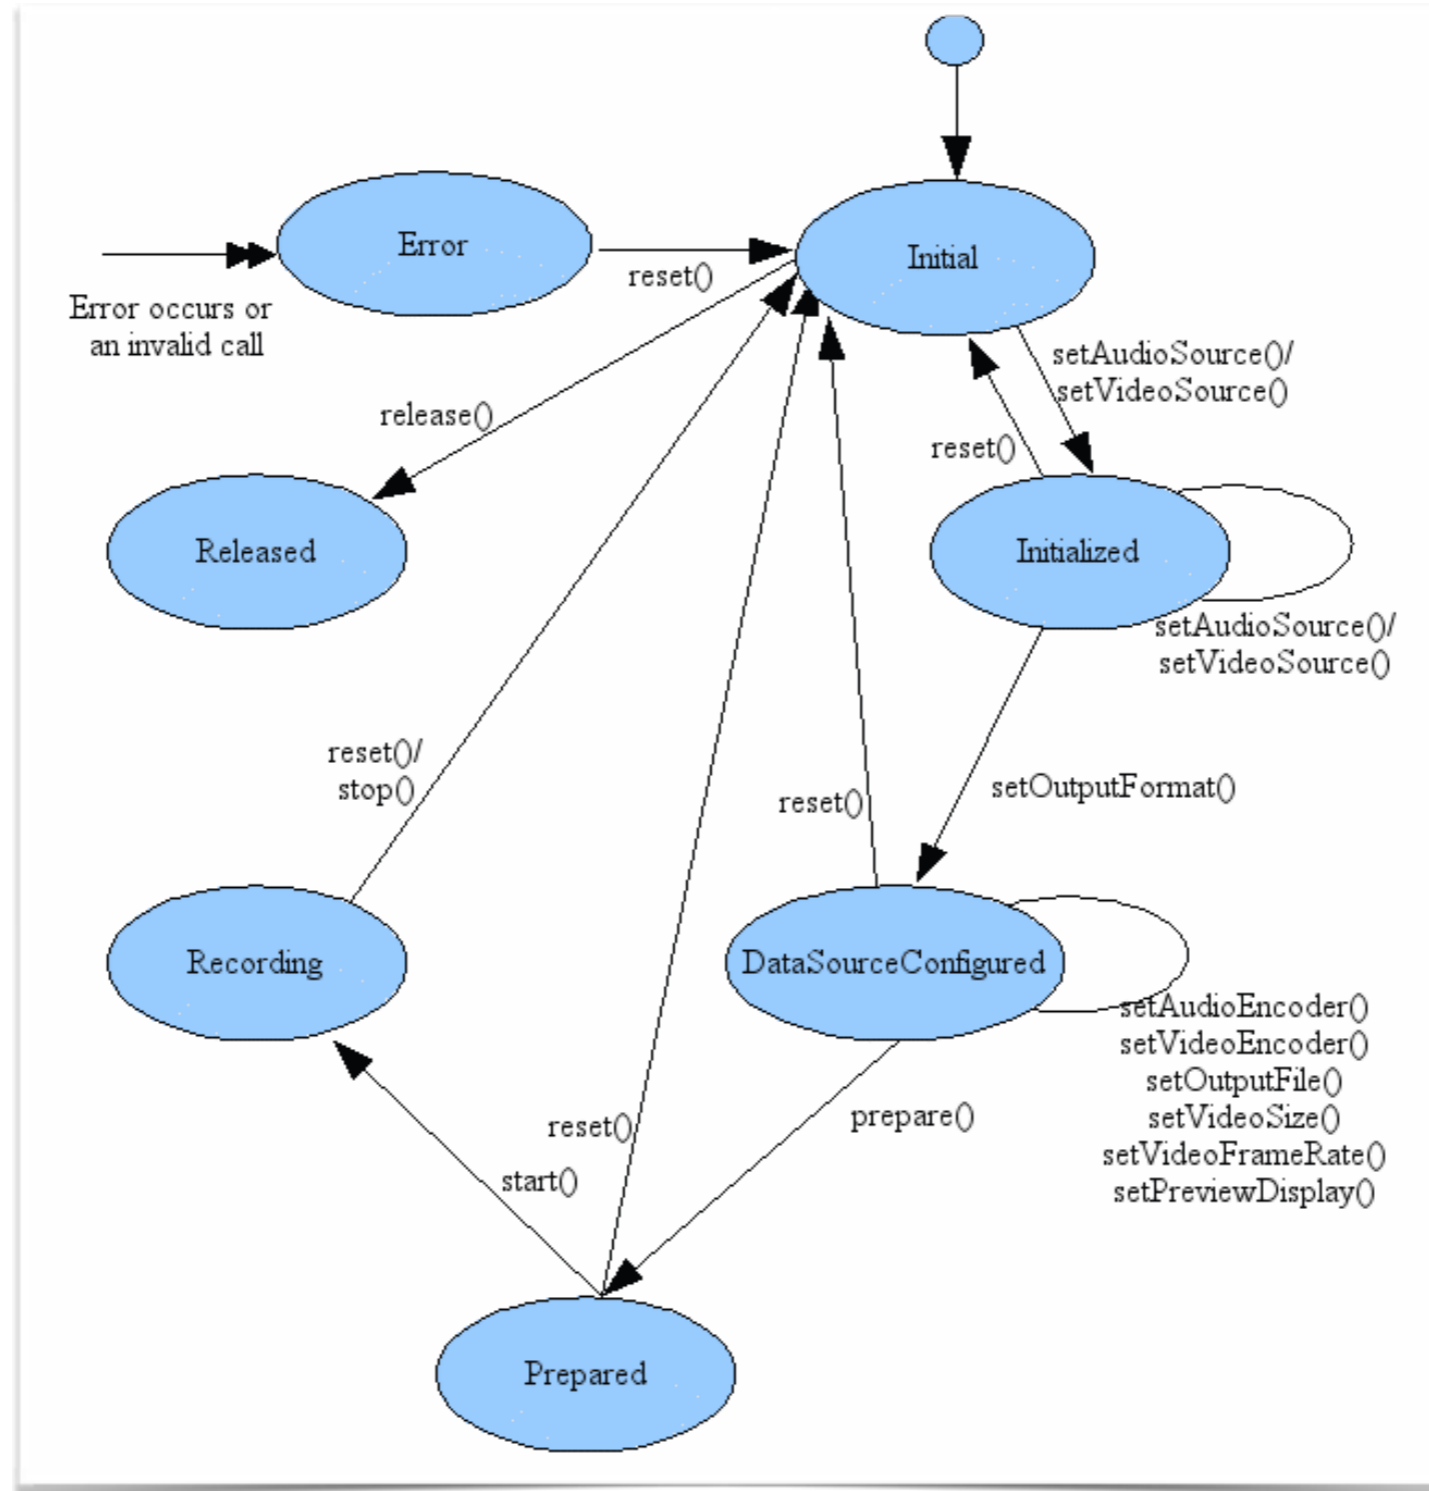 Error
Initial
reset()
Error occurs or
an invalid call
setAudioSource()/
setVideoSource()
release()
reset()
Released
Initialized
setAudioSource()/
setVideoSource()
reset()/
stop()
setOutputFormat()
reset()
Recording
DataSourceConfigured
setAudioEncoder()
setVideoEncoder()
setOutputFile()
setVideoSize()
setVideoFrameRate()
setPreviewDisplay()
prepare()
reset()
start()
Prepared